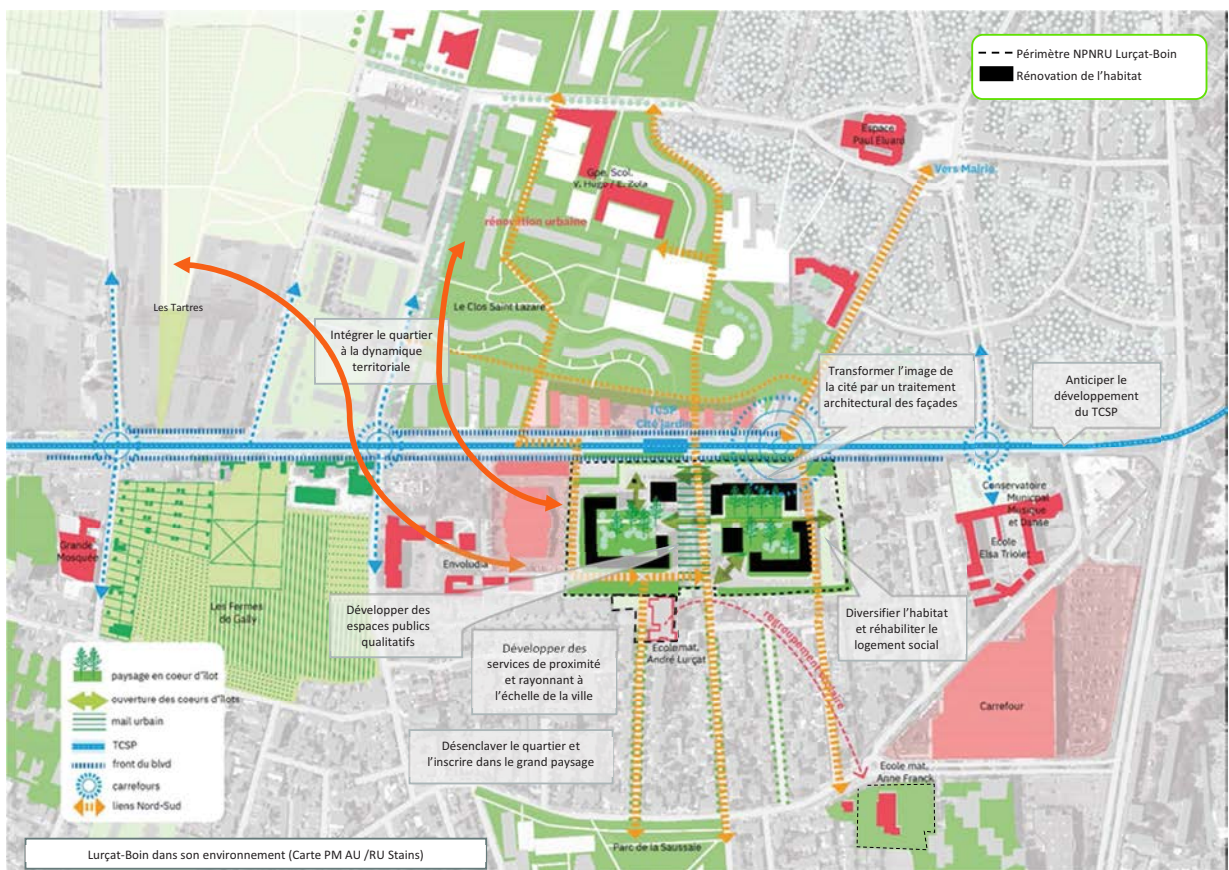 Périmètre NPNRU Lurçat-Boin
Rénovation de l'habitat
Espace
Paul Eluard
Vers Mairie
Gpe. Scol.
V. Hugo / E. Zola
rénovation urbaine
Les Tartres
Le Clos Saint Lazare
Intégrer le quartier
à la dynamique
territoriale
Transformer l'image de
la cité par un traitement
architectural des façades
Anticiper le
développement
du TCSP
TCSP
Cité jardin
Conservatoire
Municpal
Musique
et Danse
Ecole
Elsa Triolet
Grande
Mosquée
Envoludia
Les Fermes
de Gally
Développer des
espaces publics
qualitatifs
Développer des
services de proximité
et rayonnant à
l'échelle de la ville
Diversifier l'habitat
et réhabiliter le
logement social
Ecole mat.
André Lurçat
regroupement scolaire
Carrefour
Désenclaver le quartier et
l'inscrire dans le grand paysage
Ecole mat.
Anne Franck
Parc de la Saussaie
paysage en coeur d'îlot
ouverture des coeurs d'îlots
mail urbain
TCSP
front du blvd
carrefours
liens Nord-Sud
Lurçat-Boin dans son environnement (Carte PM AU /RU Stains)